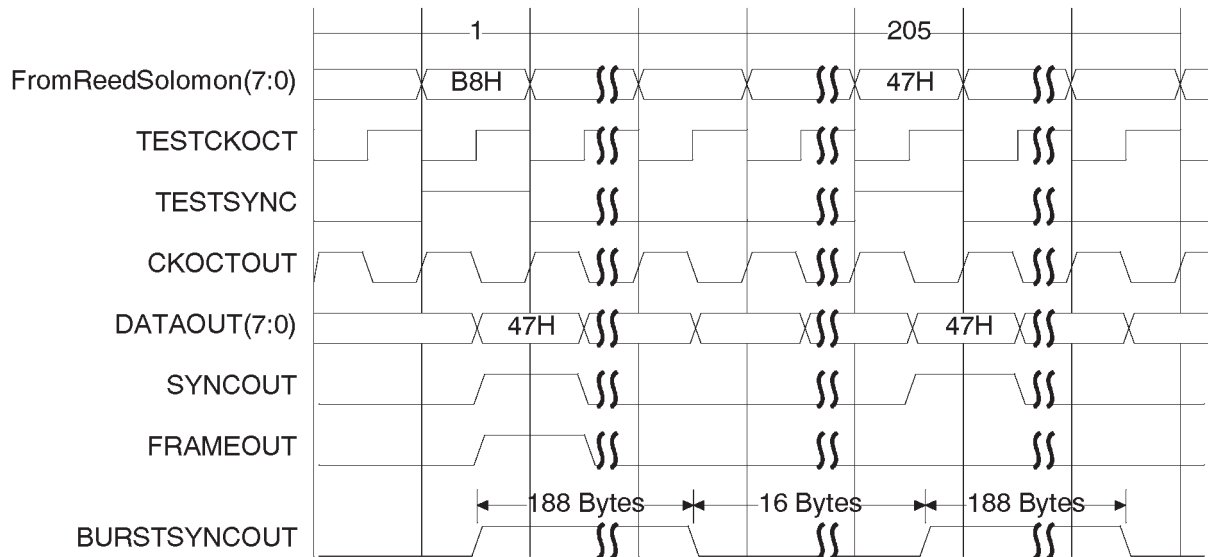 1 205
FromReedSolomon(7:0) B8H 47H
TESTCKOCT
TESTSYNC
CKOCTOUT
DATAOUT(7:0) 47H 47H
SYNCOUT
FRAMEOUT
188 Bytes 16 Bytes 188 Bytes
BURSTSYNCOUT